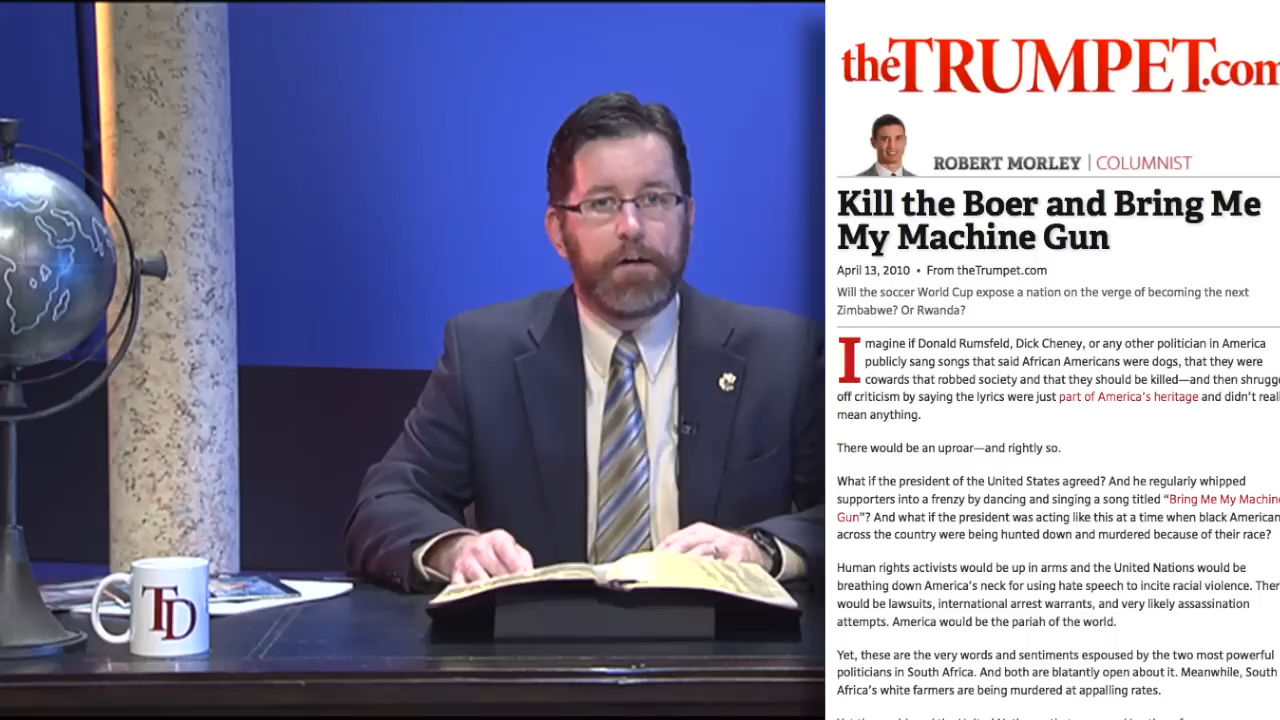 theTRUMPET.com
ROBERT MORLEY | COLUMNIST
Kill the Boer and Bring Me
My Machine Gun
April 13, 2010 • From theTrumpet.com
Will the soccer World Cup expose a nation on the verge of becoming the next
Zimbabwe? Or Rwanda?
Imagine if Donald Rumsfeld, Dick Cheney, or any other politician in America
publicly sang songs that said African Americans were dogs, that they were
cowards that robbed society and that they should be killed—and then shrugge
off criticism by saying the lyrics were just part of America's heritage and didn't reall
mean anything.
There would be an uproar—and rightly so.
What if the president of the United States agreed? And he regularly whipped
supporters into a frenzy by dancing and singing a song titled “Bring Me My Machine
Gun”? And what if the president was acting like this at a time when black American
across the country were being hunted down and murdered because of their race?
Human rights activists would be up in arms and the United Nations would be
breathing down America's neck for using hate speech to incite racial violence. Ther
would be lawsuits, international arrest warrants, and very likely assassination
attempts. America would be the pariah of the world.
Yet, these are the very words and sentiments espoused by the two most powerful
politicians in South Africa. And both are blatantly open about it. Meanwhile, South
Africa's white farmers are being murdered at appalling rates.
TD